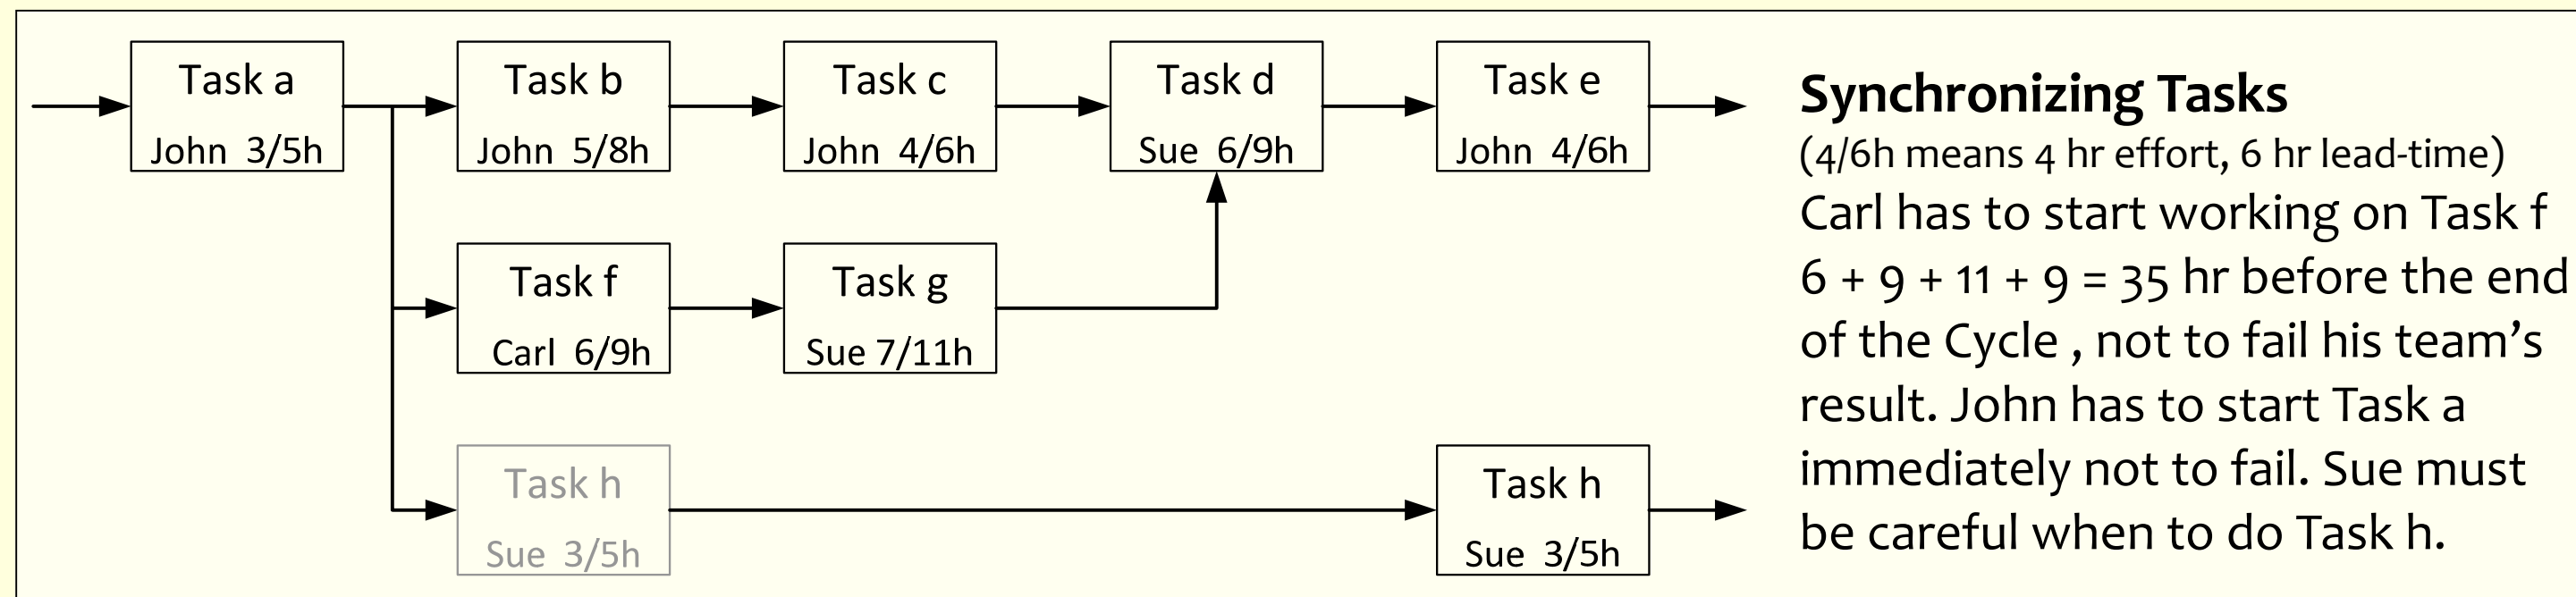 Task a
John 3/5h
Task b
John 5/8h
Task c
John 4/6h
Task d
Sue 6/9h
Task e
John 4/6h
Task f
Carl 6/9h
Task g
Sue 7/11h
Task h
Sue 3/5h
Task h
Sue 3/5h
Synchronizing Tasks
(4/6h means 4 hr effort, 6 hr lead-time)
Carl has to start working on Task f
6 + 9 + 11 + 9 = 35 hr before the end
of the Cycle , not to fail his team’s
result. John has to start Task a
immediately not to fail. Sue must
be careful when to do Task h.